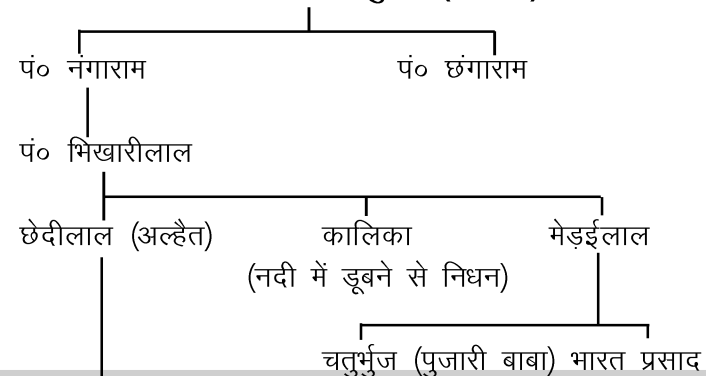 पं० नंगाराम पं० छंगाराम
पं० भिखारीलाल
छेदीलाल (अल्हैत) कालिका मेड़ईलाल
(नदी में डूबने से निधन)
चतुर्भुज (पुजारी बाबा) भारत प्रसाद